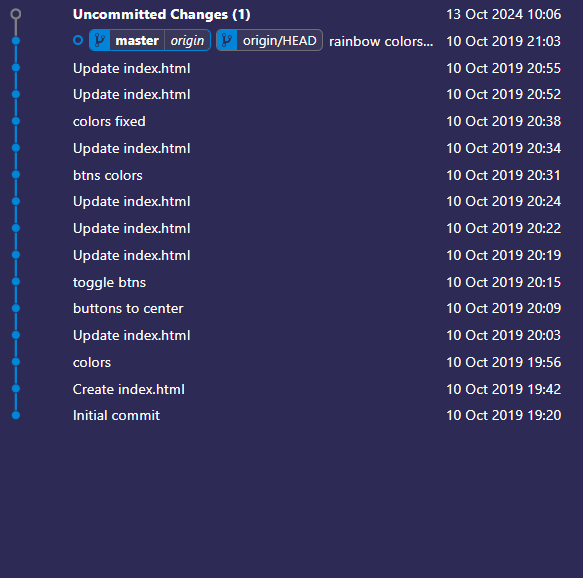 Uncommitted Changes (1) 13 Oct 2024 10:06
master origin origin/HEAD rainbow colors... 10 Oct 2019 21:03
Update index.html 10 Oct 2019 20:55
Update index.html 10 Oct 2019 20:52
colors fixed 10 Oct 2019 20:38
Update index.html 10 Oct 2019 20:34
btns colors 10 Oct 2019 20:31
Update index.html 10 Oct 2019 20:24
Update index.html 10 Oct 2019 20:22
Update index.html 10 Oct 2019 20:19
toggle btns 10 Oct 2019 20:15
buttons to center 10 Oct 2019 20:09
Update index.html 10 Oct 2019 20:03
colors 10 Oct 2019 19:56
Create index.html 10 Oct 2019 19:42
Initial commit 10 Oct 2019 19:20